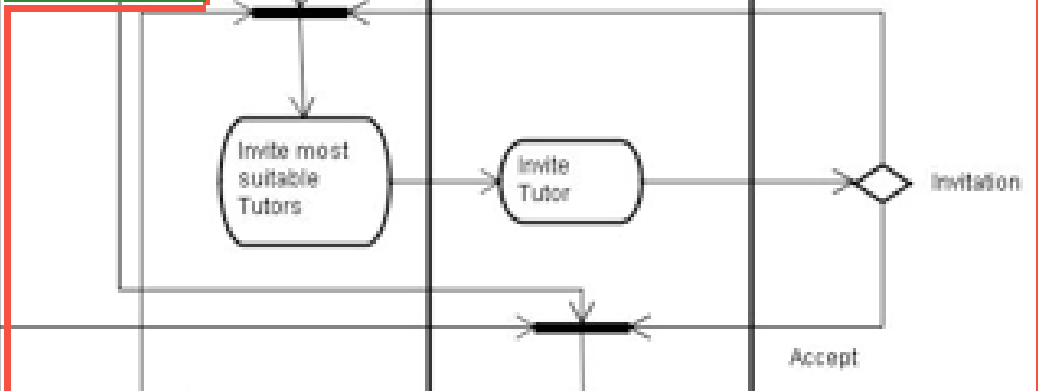 Invite most
suitable
Tutors
Invite
Tutor
Invitation
Accept